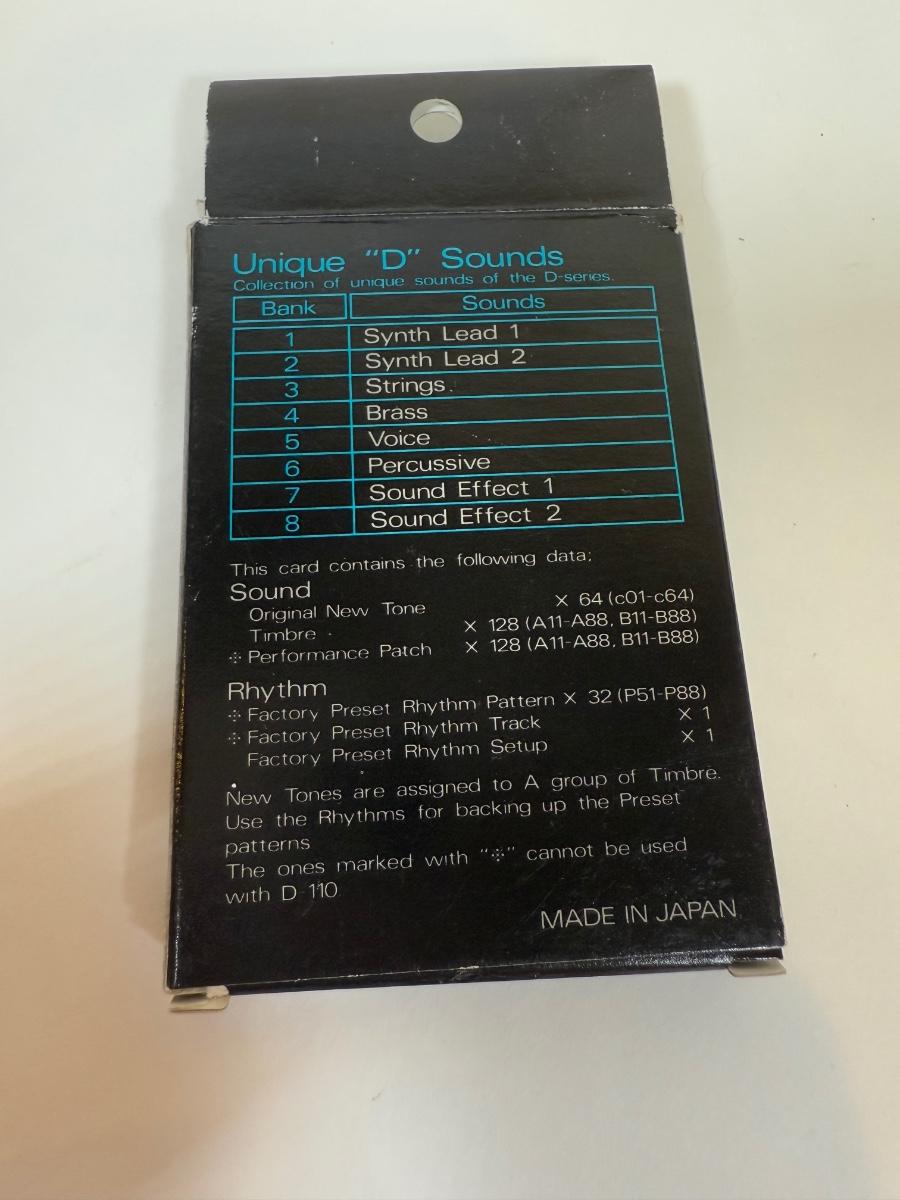 Unique "D" Sounds
Collection of unique sounds of the D-series.
Bank Sounds
1 Synth Lead 1
2 Synth Lead 2
3 Strings
4 Brass
5 Voice
6 Percussive
7 Sound Effect 1
8 Sound Effect 2
This card contains the following data:
Sound
Original New Tone × 64 (c01-c64)
Timbre × 128 (A11-A88, B11-B88)
※ Performance Patch × 128 (A11-A88, B11-B88)
Rhythm
※ Factory Preset Rhythm Pattern × 32 (P51-P88)
※ Factory Preset Rhythm Track × 1
Factory Preset Rhythm Setup × 1
New Tones are assigned to A group of Timbre.
Use the Rhythms for backing up the Preset
patterns
The ones marked with "※" cannot be used
with D-110
MADE IN JAPAN